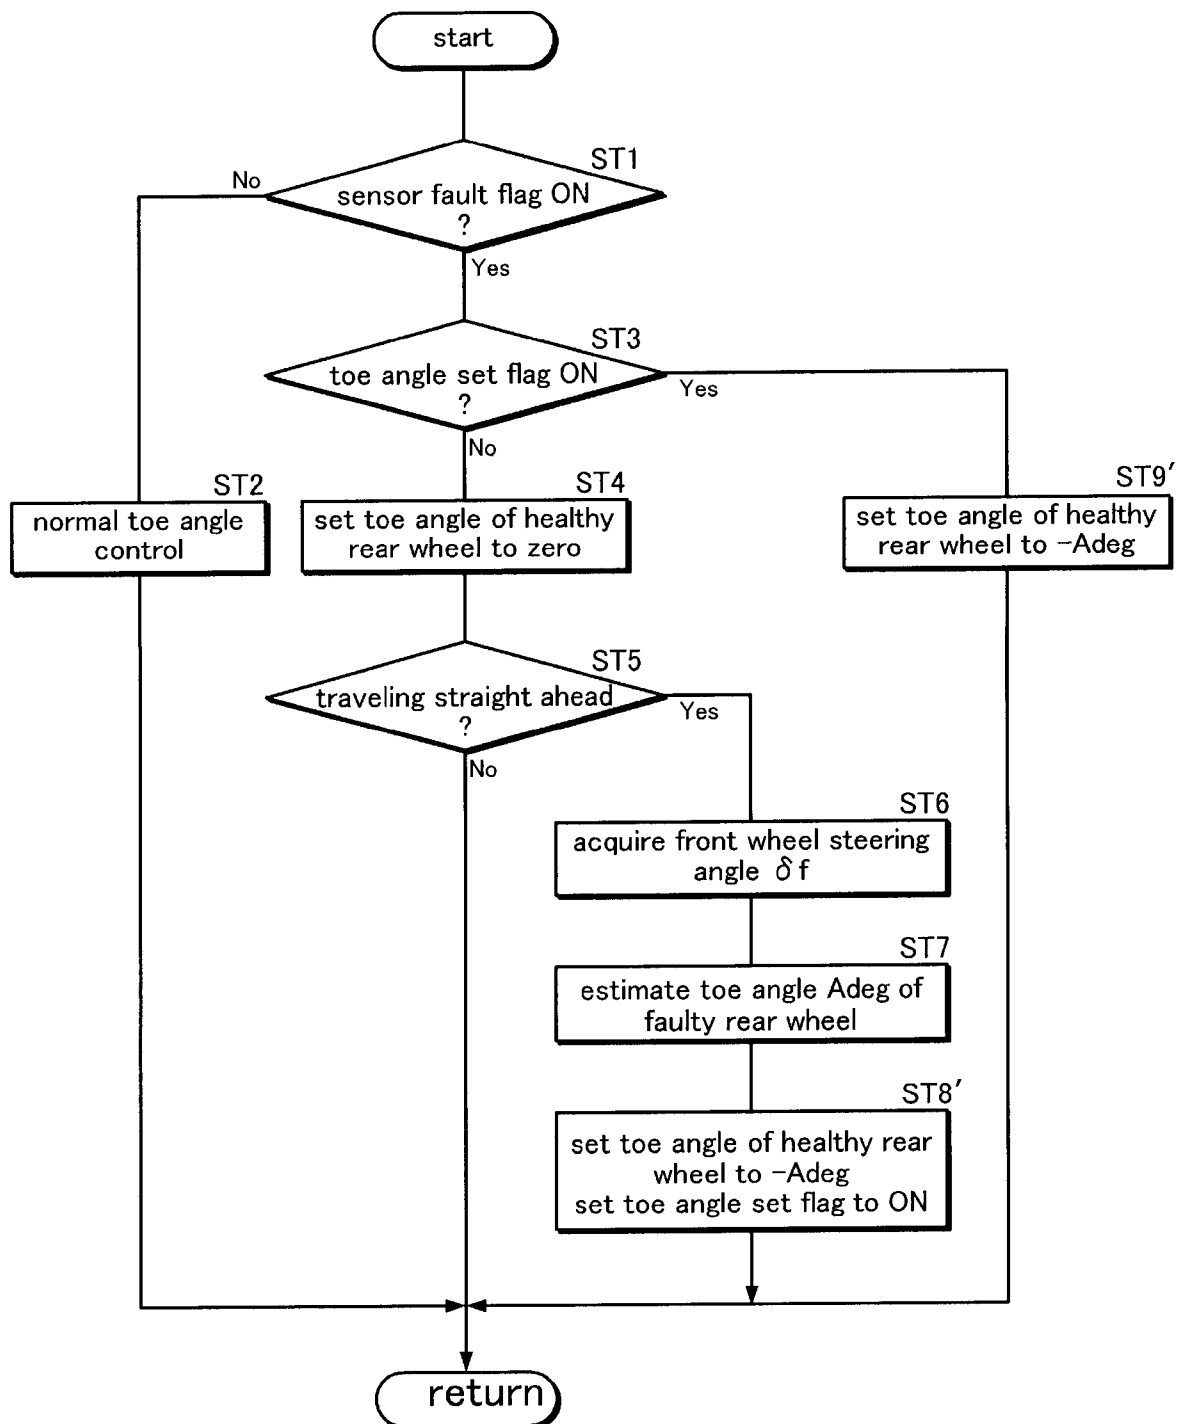 start
ST1
No
sensor fault flag ON
?
Yes
ST3
toe angle set flag ON
?
Yes
No
ST2
normal toe angle
control
ST4
set toe angle of healthy
rear wheel to zero
ST9′
set toe angle of healthy
rear wheel to -Adeg
ST5
traveling straight ahead
?
Yes
No
ST6
acquire front wheel steering
angle δf
ST7
estimate toe angle Adeg of
faulty rear wheel
ST8′
set toe angle of healthy rear
wheel to -Adeg
set toe angle set flag to ON
return